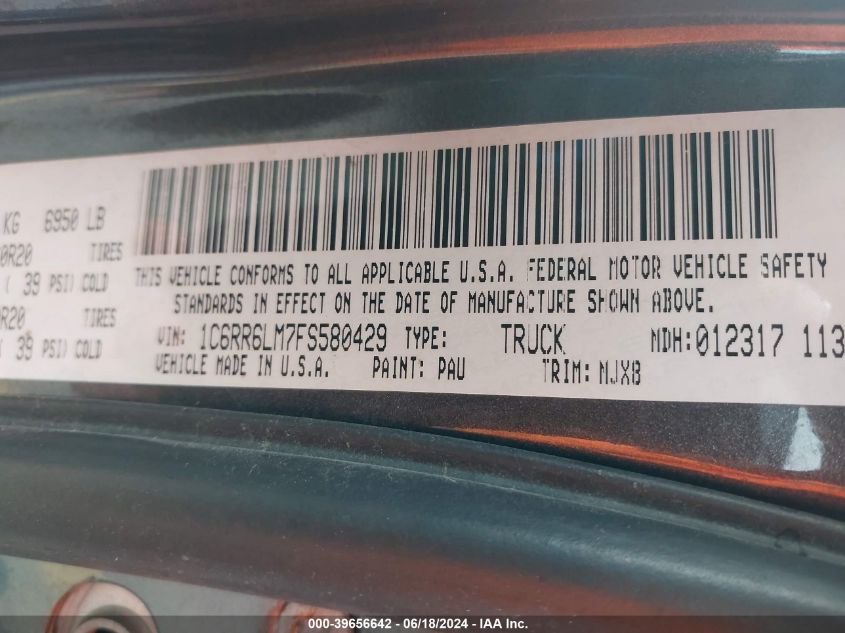 KG 6950 LB
0R20 TIRES
( 39 PSI) COLD
R20 TIRES
39 PSI) COLD
THIS VEHICLE CONFORMS TO ALL APPLICABLE U.S.A. FEDERAL MOTOR VEHICLE SAFETY
STANDARDS IN EFFECT ON THE DATE OF MANUFACTURE SHOWN ABOVE.
VIN: 1C6RR6LM7FS580429 TYPE: TRUCK MDH:012317 113
VEHICLE MADE IN U.S.A. PAINT: PAU TRIM: MJX8
000-39656642 / 06/18/2024 - IAA Inc.